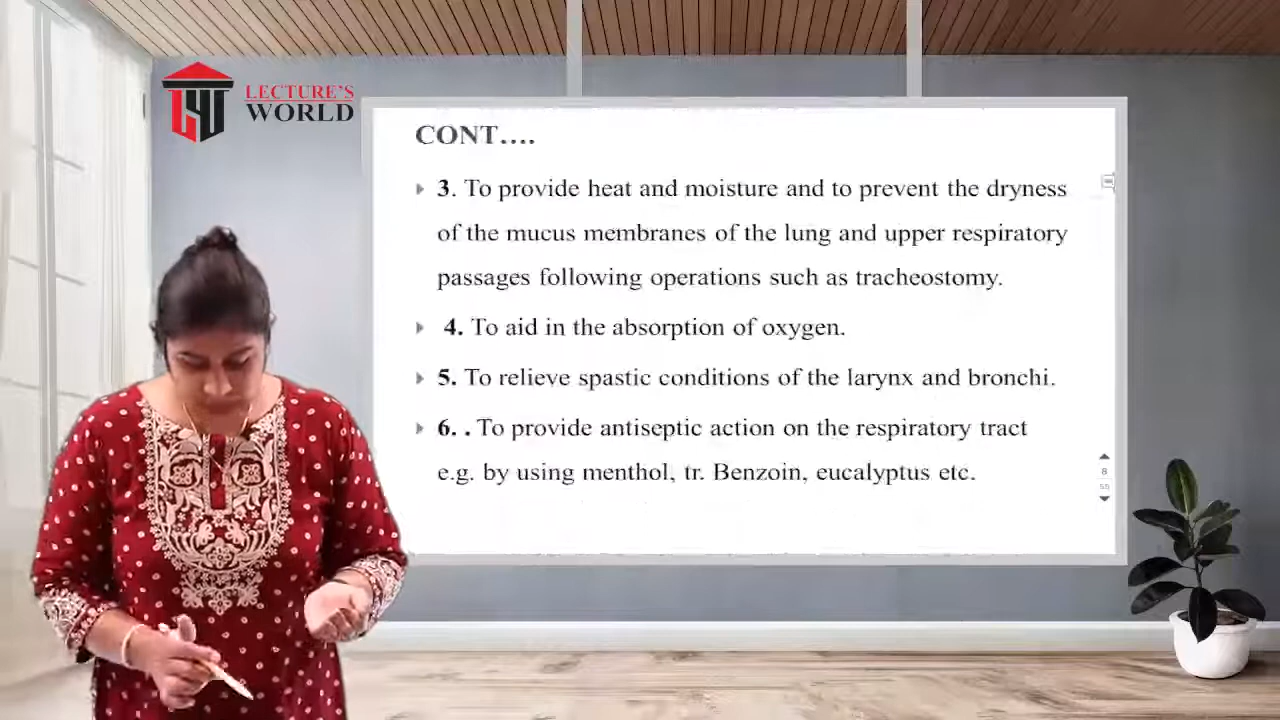 LECTURE'S
WORLD
CONT....
3. To provide heat and moisture and to prevent the dryness
of the mucus membranes of the lung and upper respiratory
passages following operations such as tracheostomy.
4. To aid in the absorption of oxygen.
5. To relieve spastic conditions of the larynx and bronchi.
6. . To provide antiseptic action on the respiratory tract
e.g. by using menthol, tr. Benzoin, eucalyptus etc.
8
55